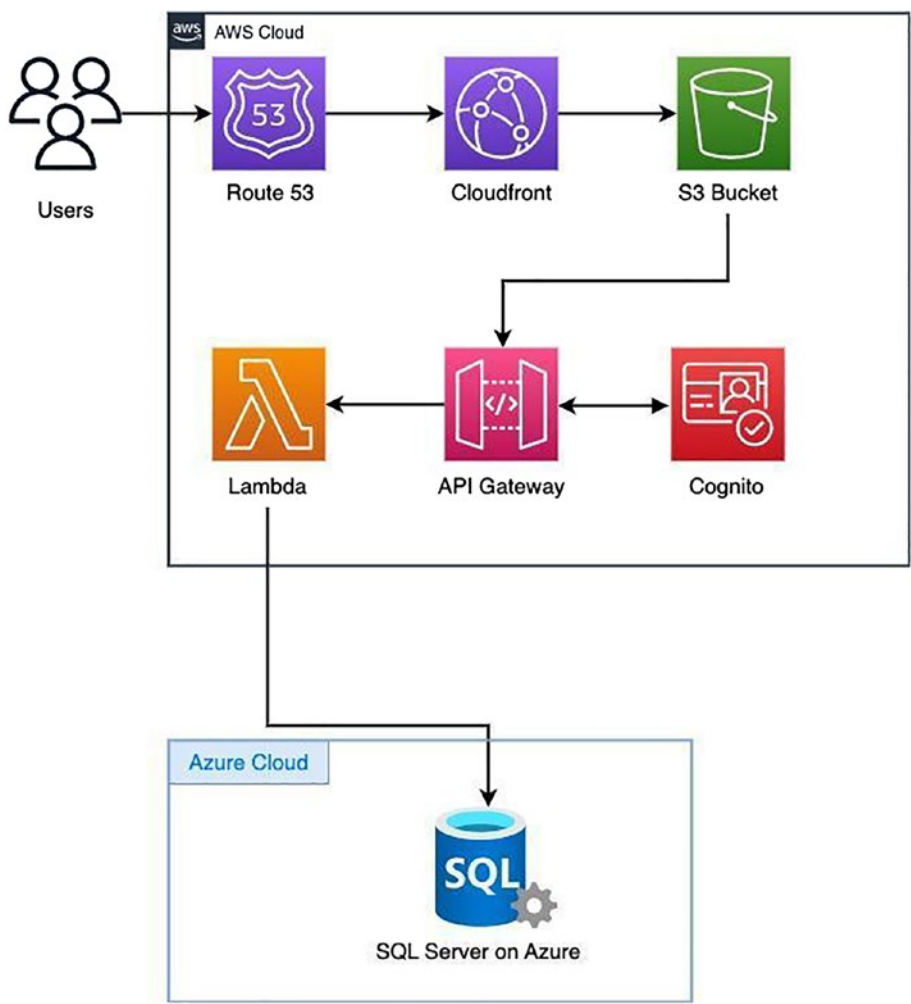 aws
AWS Cloud
53
Users
Route 53
Cloudfront
S3 Bucket
</>
Lambda
API Gateway
Cognito
Azure Cloud
SQL
SQL Server on Azure